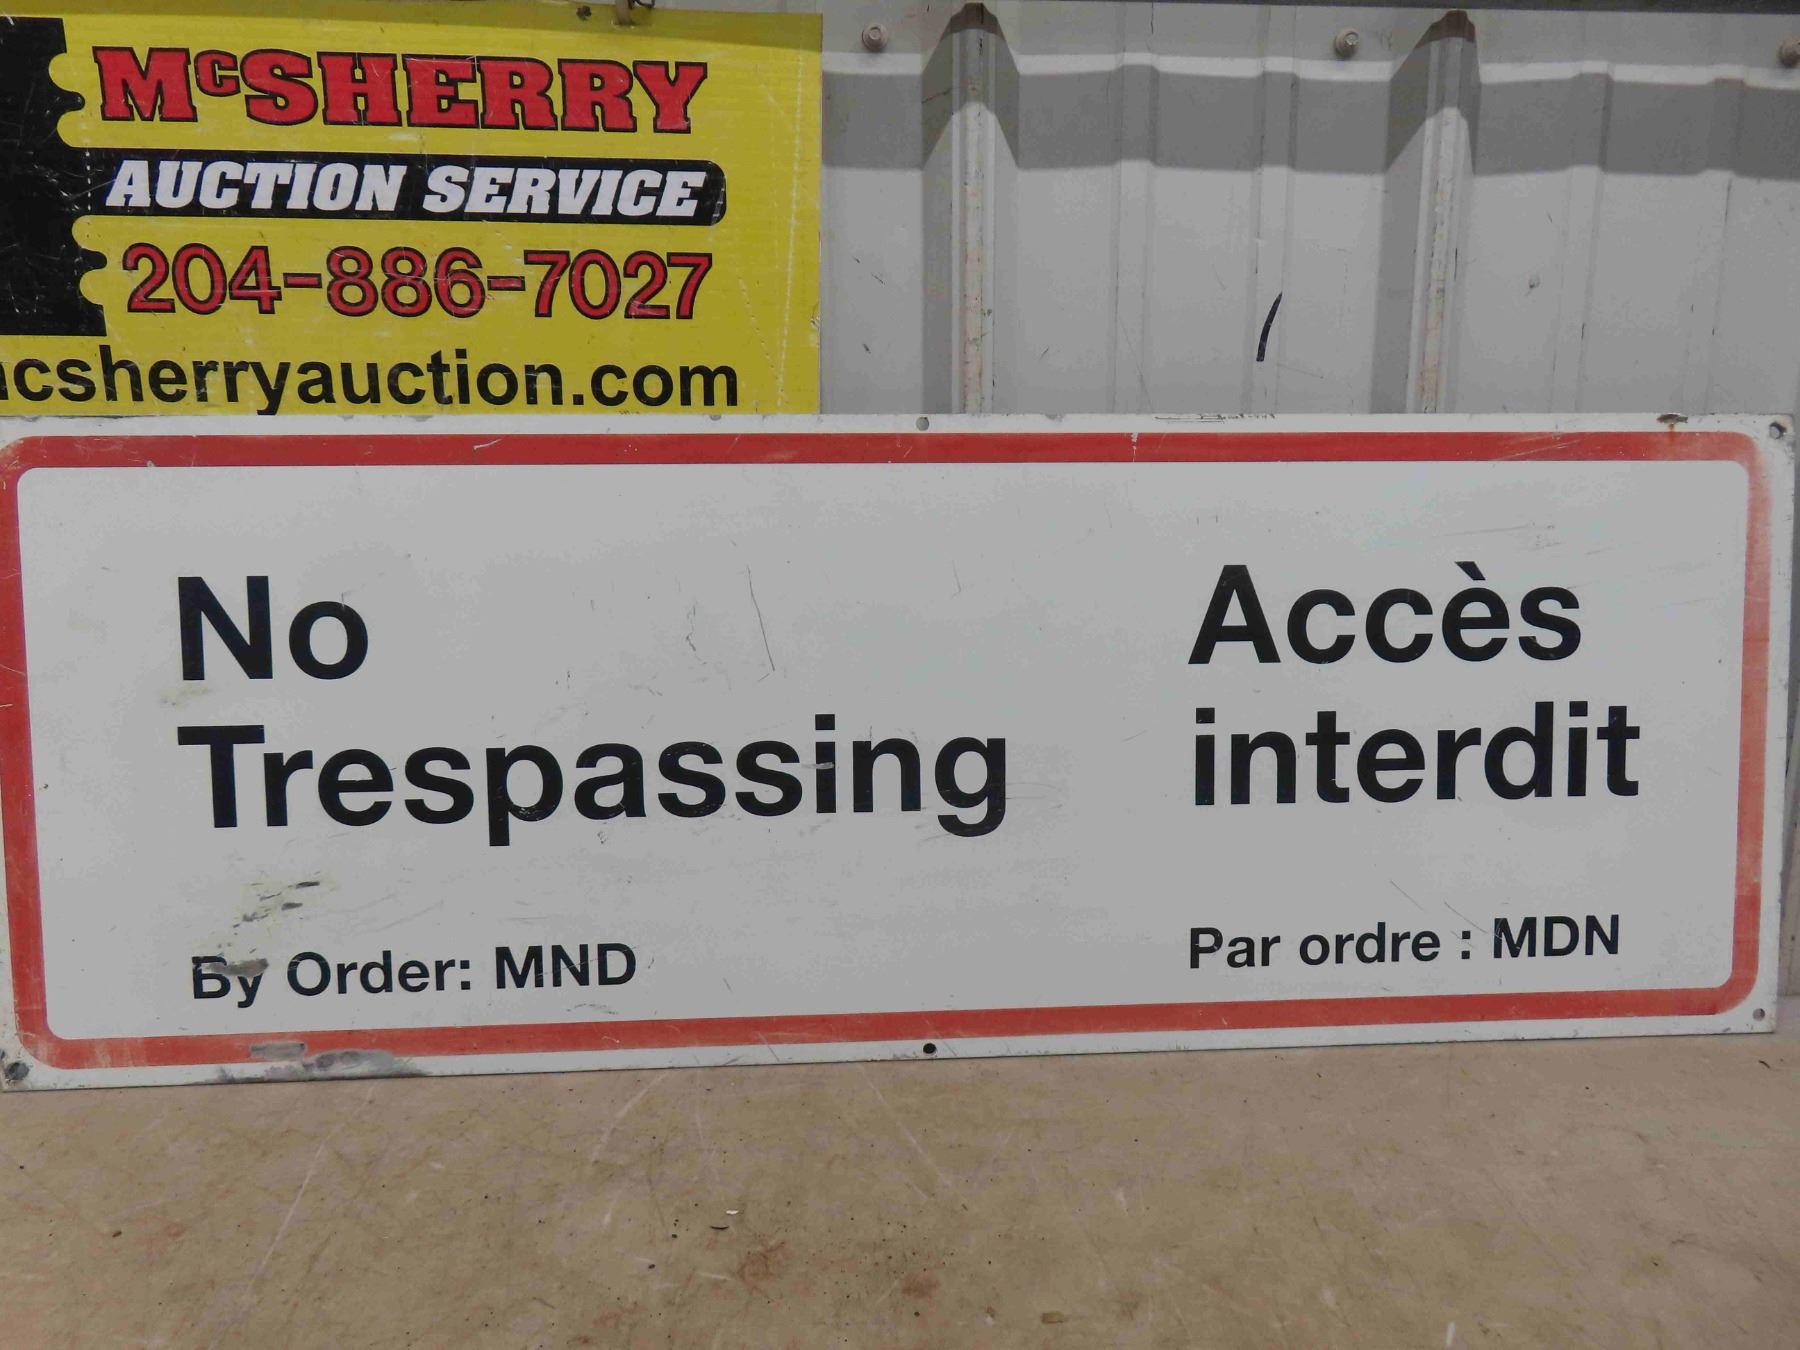 McSHERRY
AUCTION SERVICE
204-886-7027
csherryauction.com
No
Trespassing
By Order: MND
Accès
interdit
Par ordre : MDN